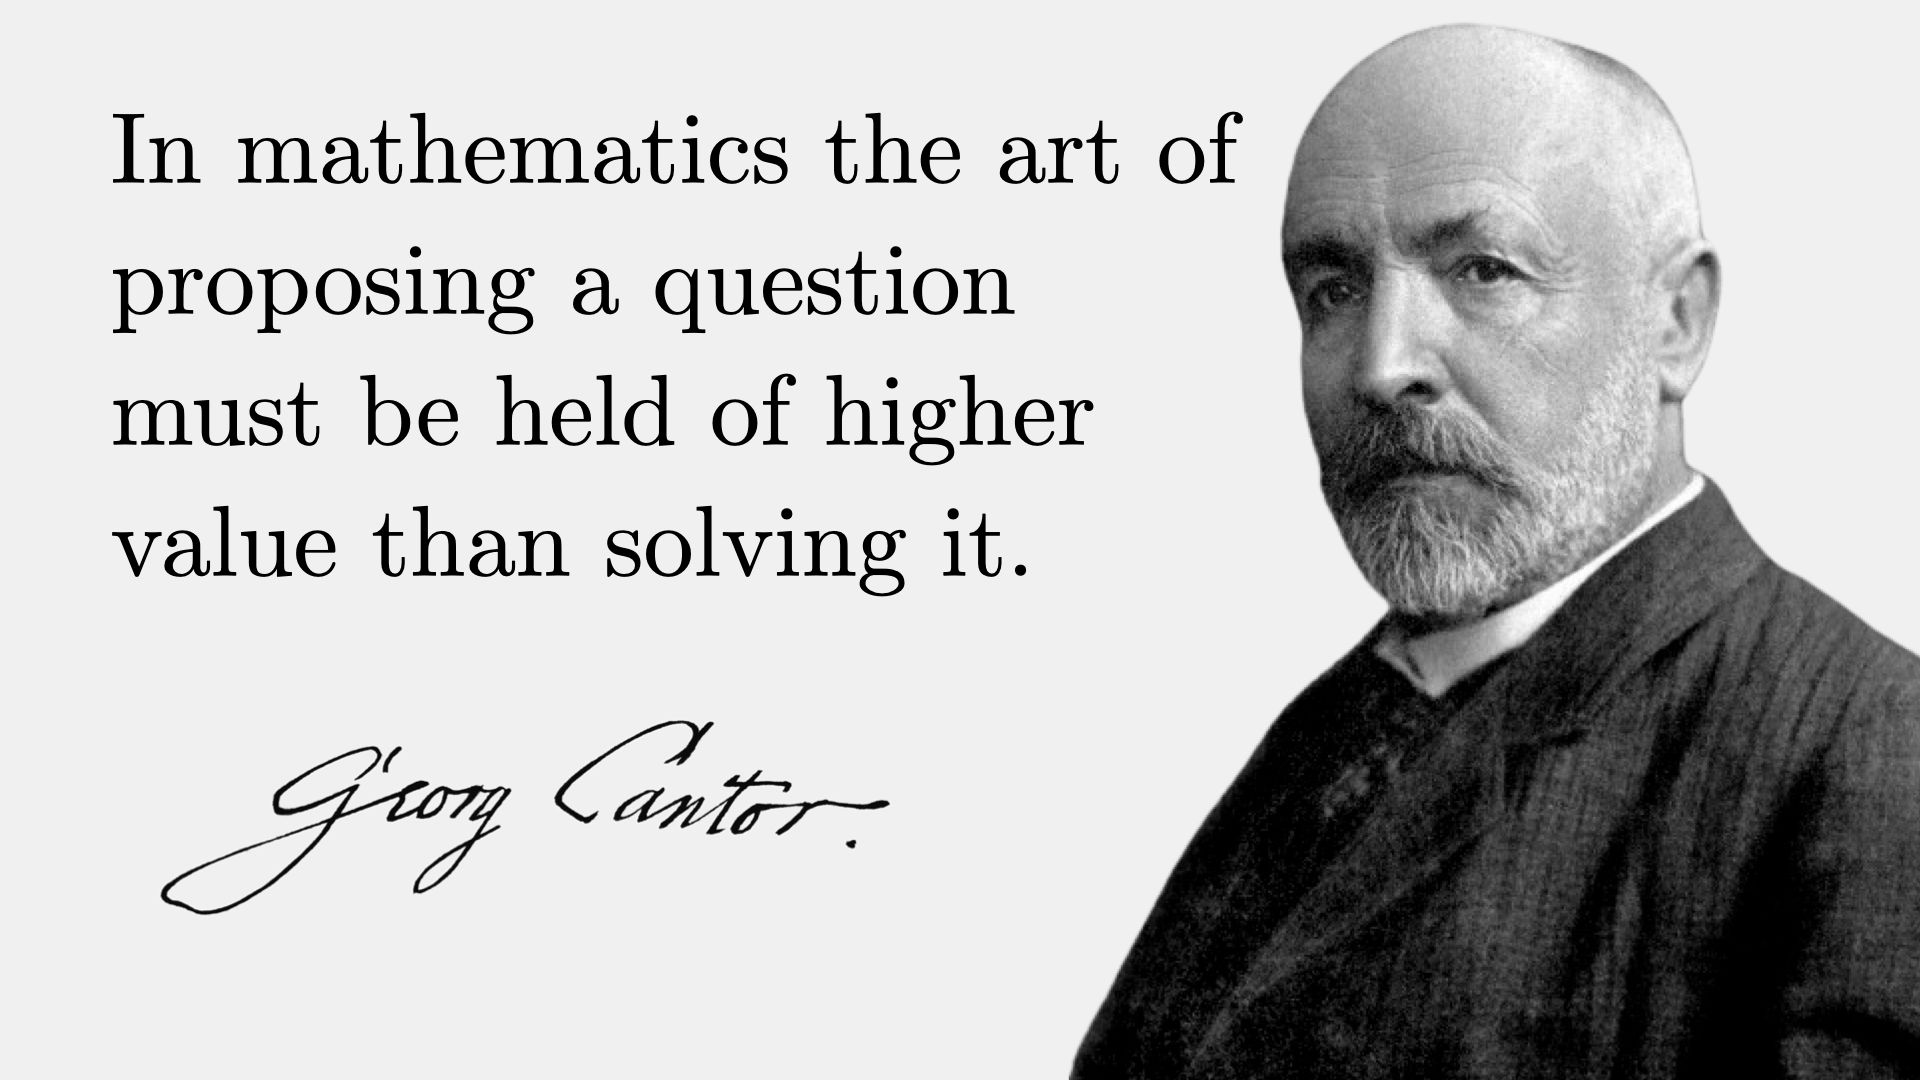 In mathematics the art of
proposing a question
must be held of higher
value than solving it.
Georg Cantor.